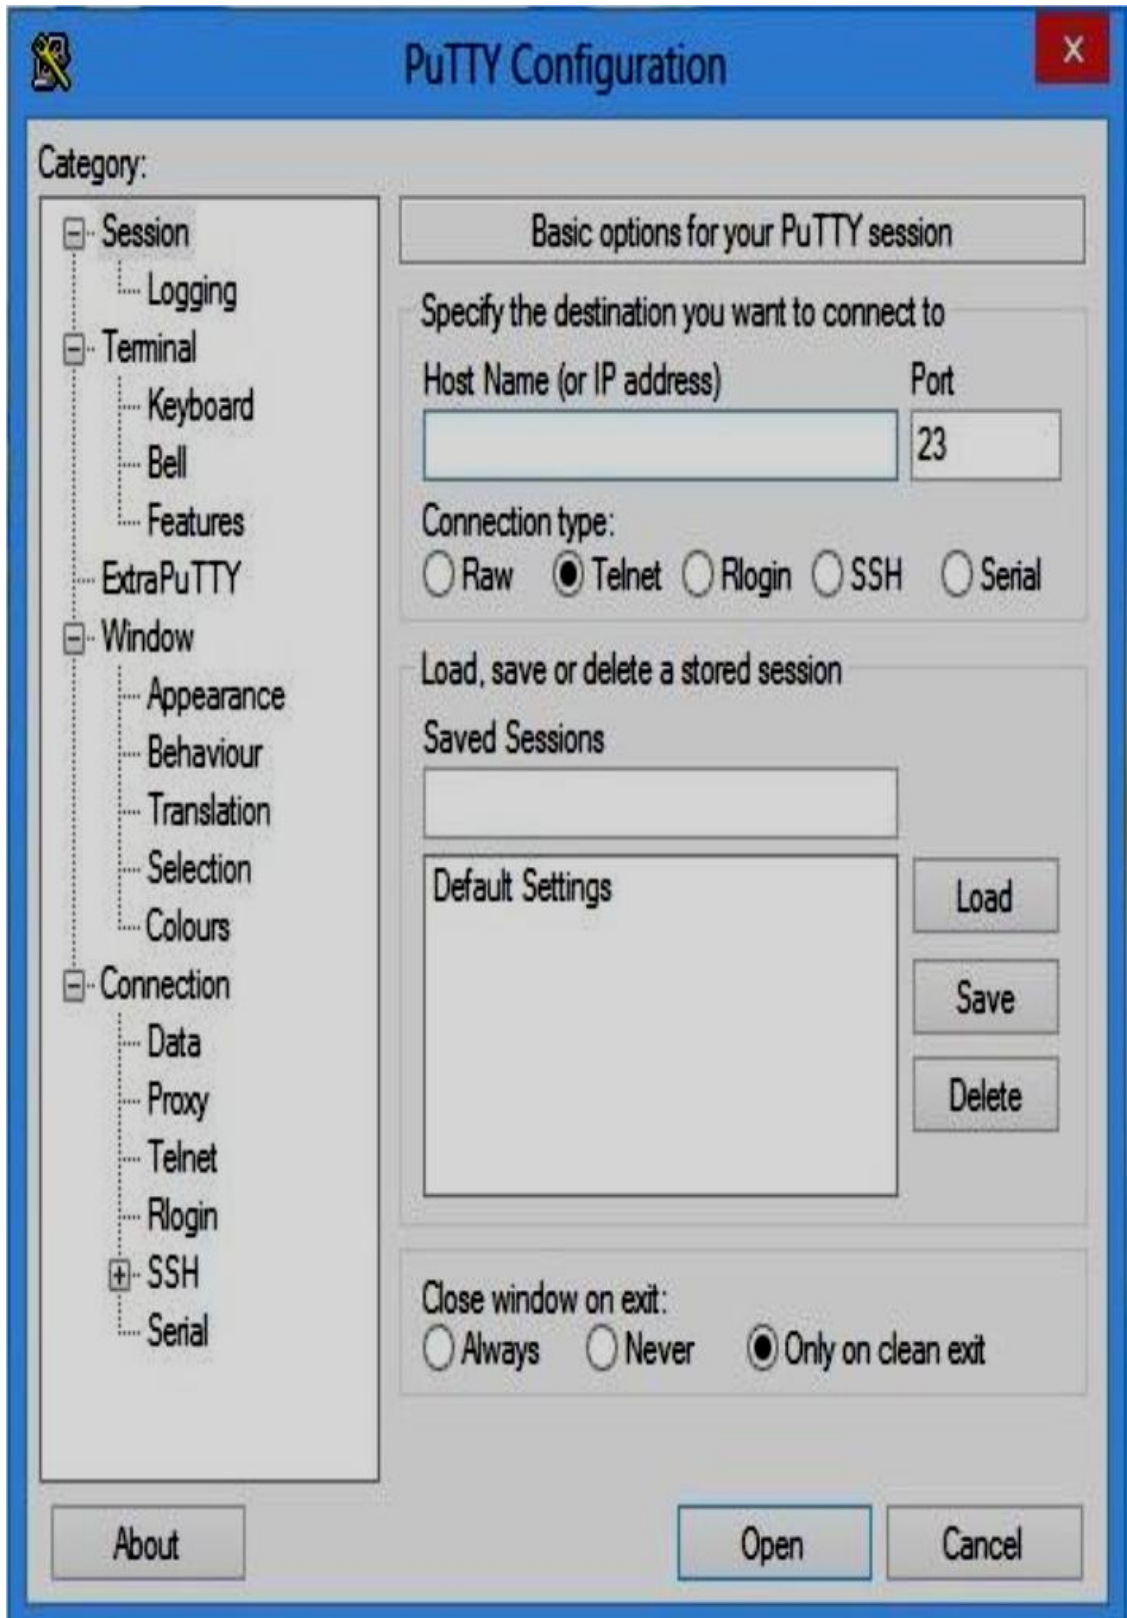 PuTTY Configuration
X
Category:
Session
Logging
Terminal
Keyboard
Bell
Features
ExtraPuTTY
Window
Appearance
Behaviour
Translation
Selection
Colours
Connection
Data
Proxy
Telnet
Rlogin
SSH
Serial
Basic options for your PuTTY session
Specify the destination you want to connect to
Host Name (or IP address) Port
23
Connection type:
Raw Telnet Rlogin SSH Serial
Load, save or delete a stored session
Saved Sessions
Default Settings
Load
Save
Delete
Close window on exit:
Always Never Only on clean exit
About Open Cancel